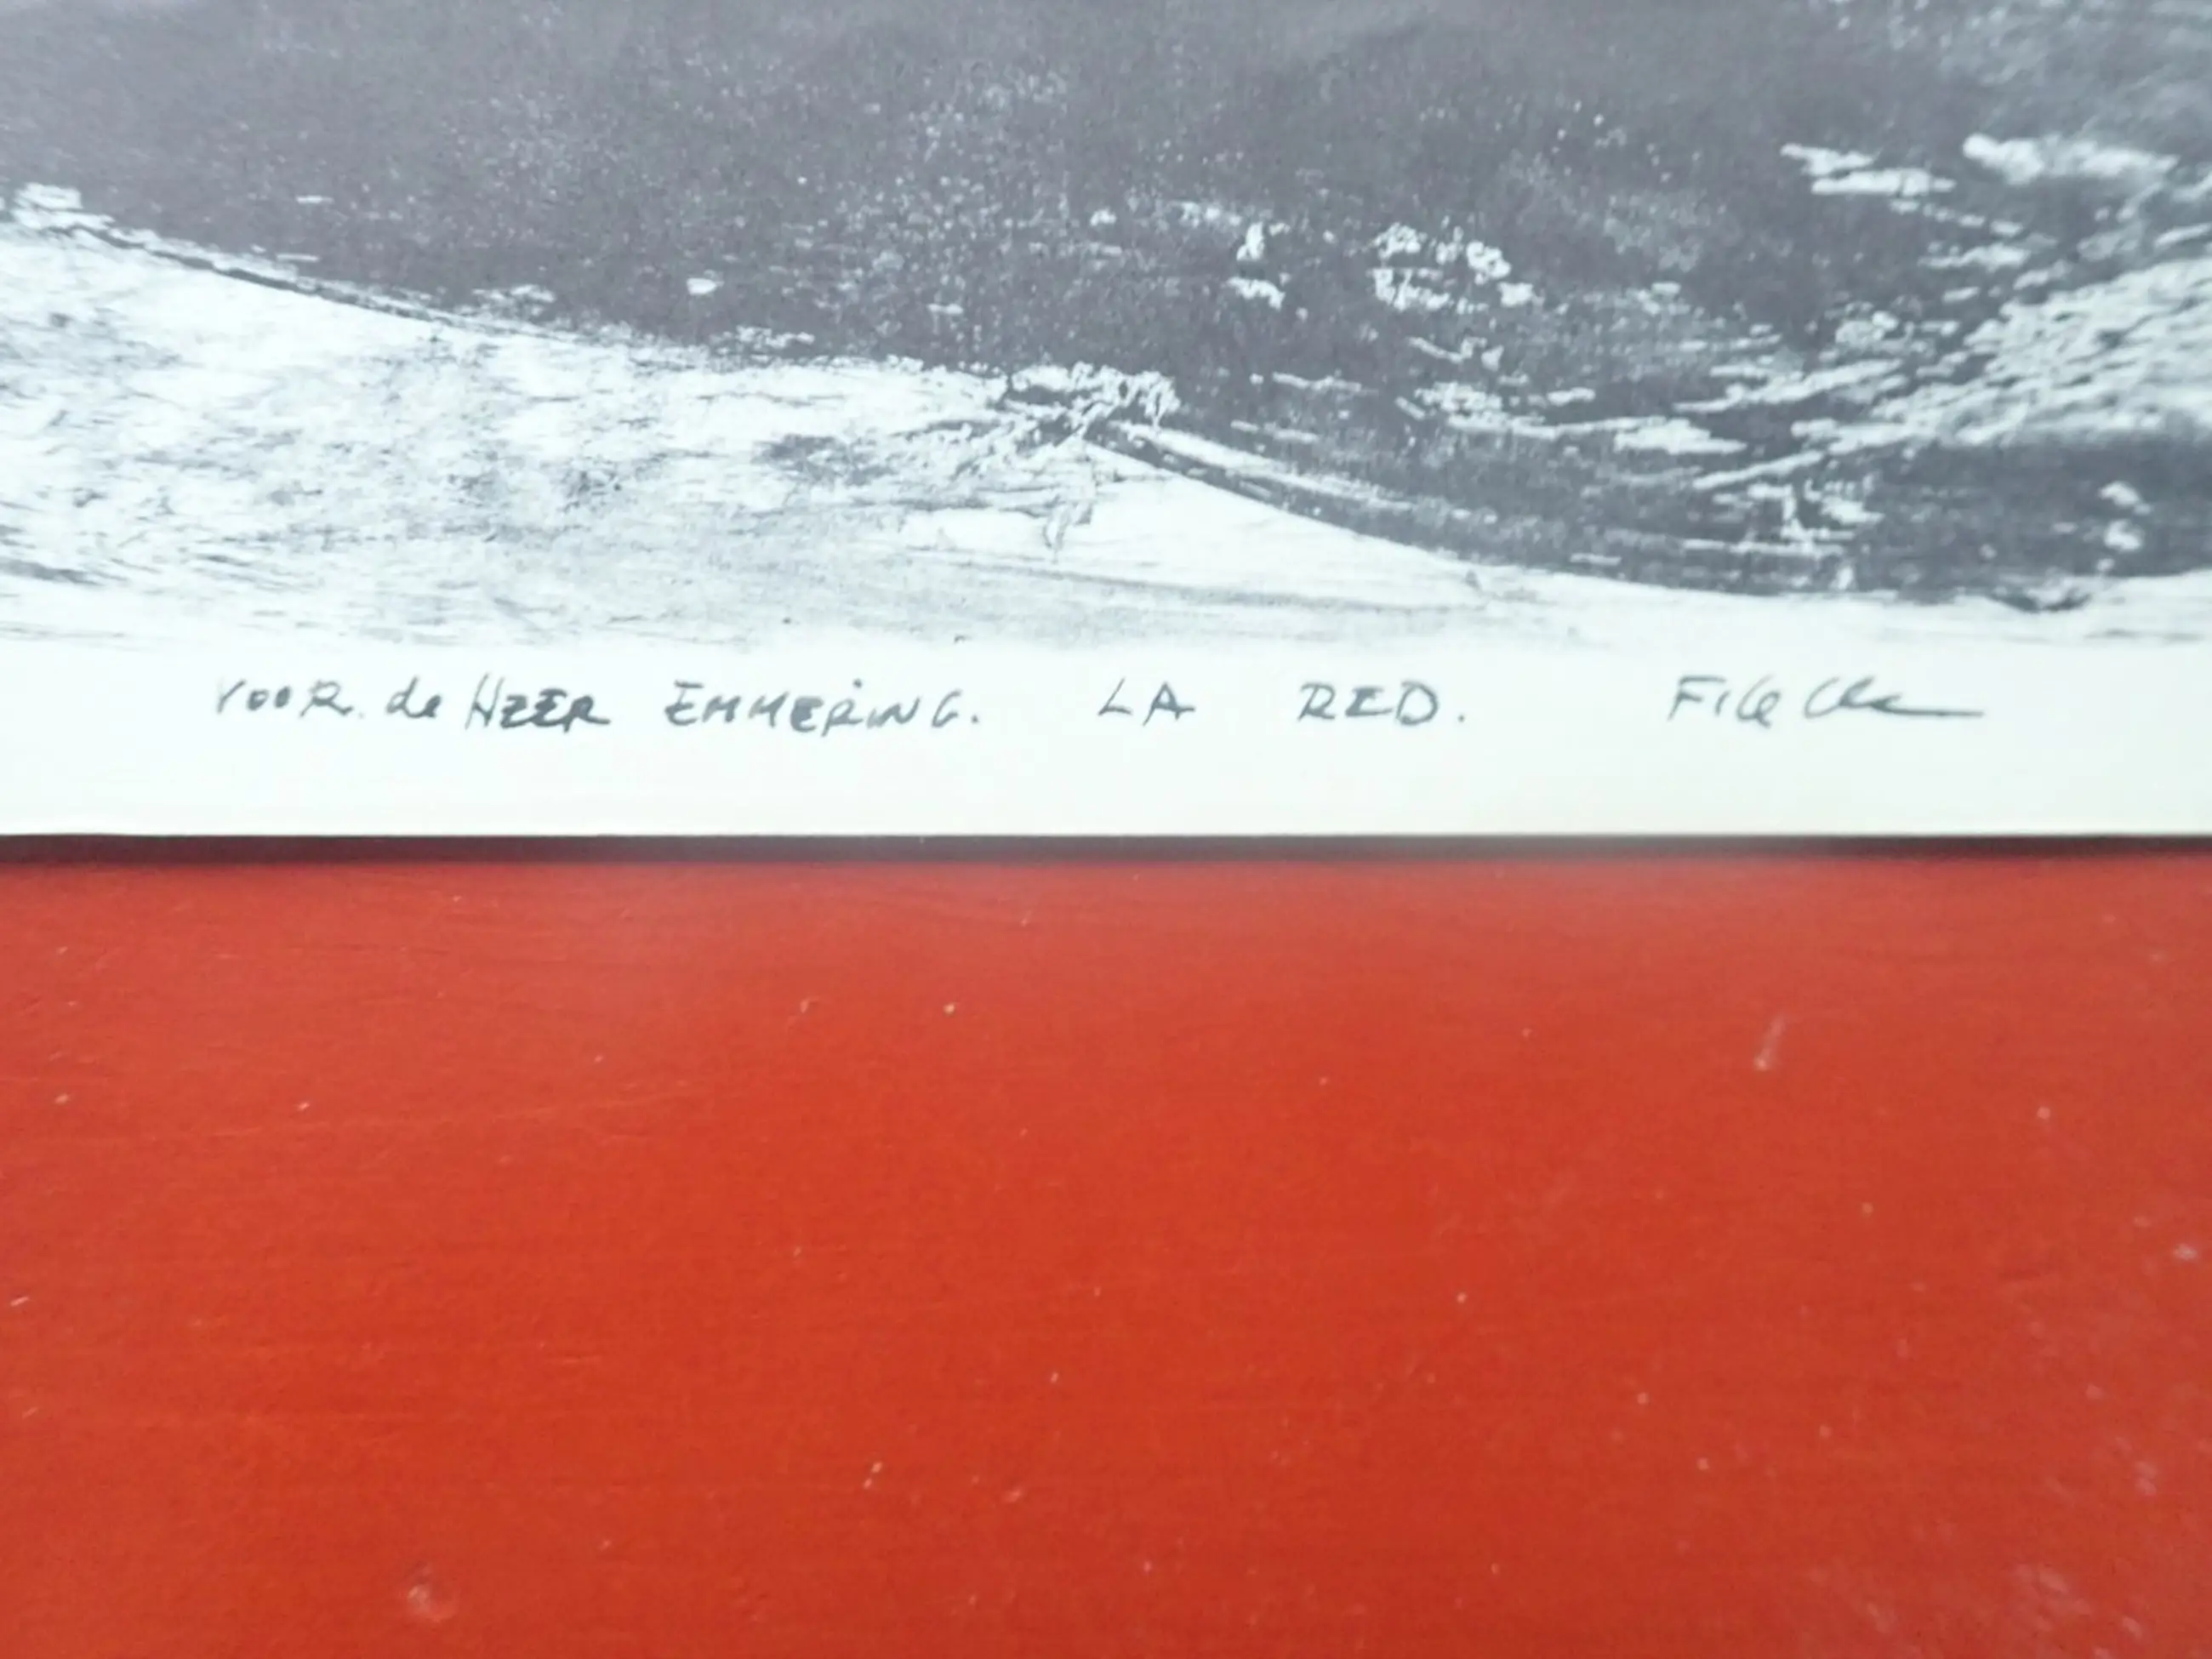 VOOR. de HEER EMMERING. LA RED.